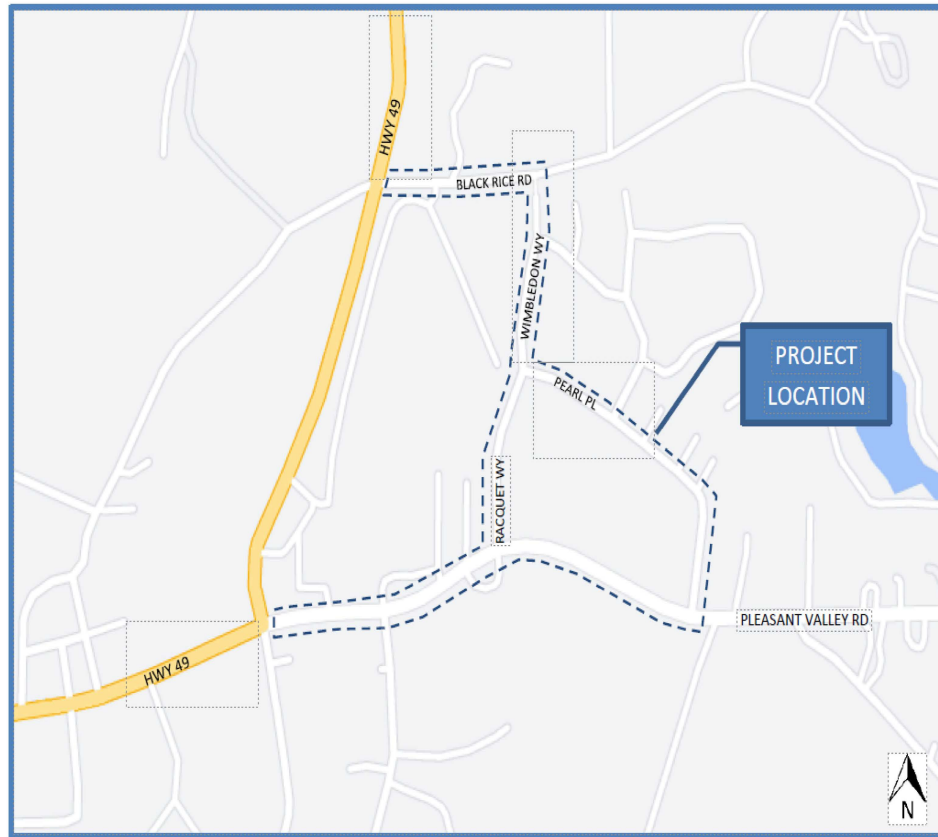 HWY 49
BLACK RICE RD
WIMBLEDON WY
PROJECT
LOCATION
PEARL PL
RACQUET WY
PLEASANT VALLEY RD
HWY 49
N